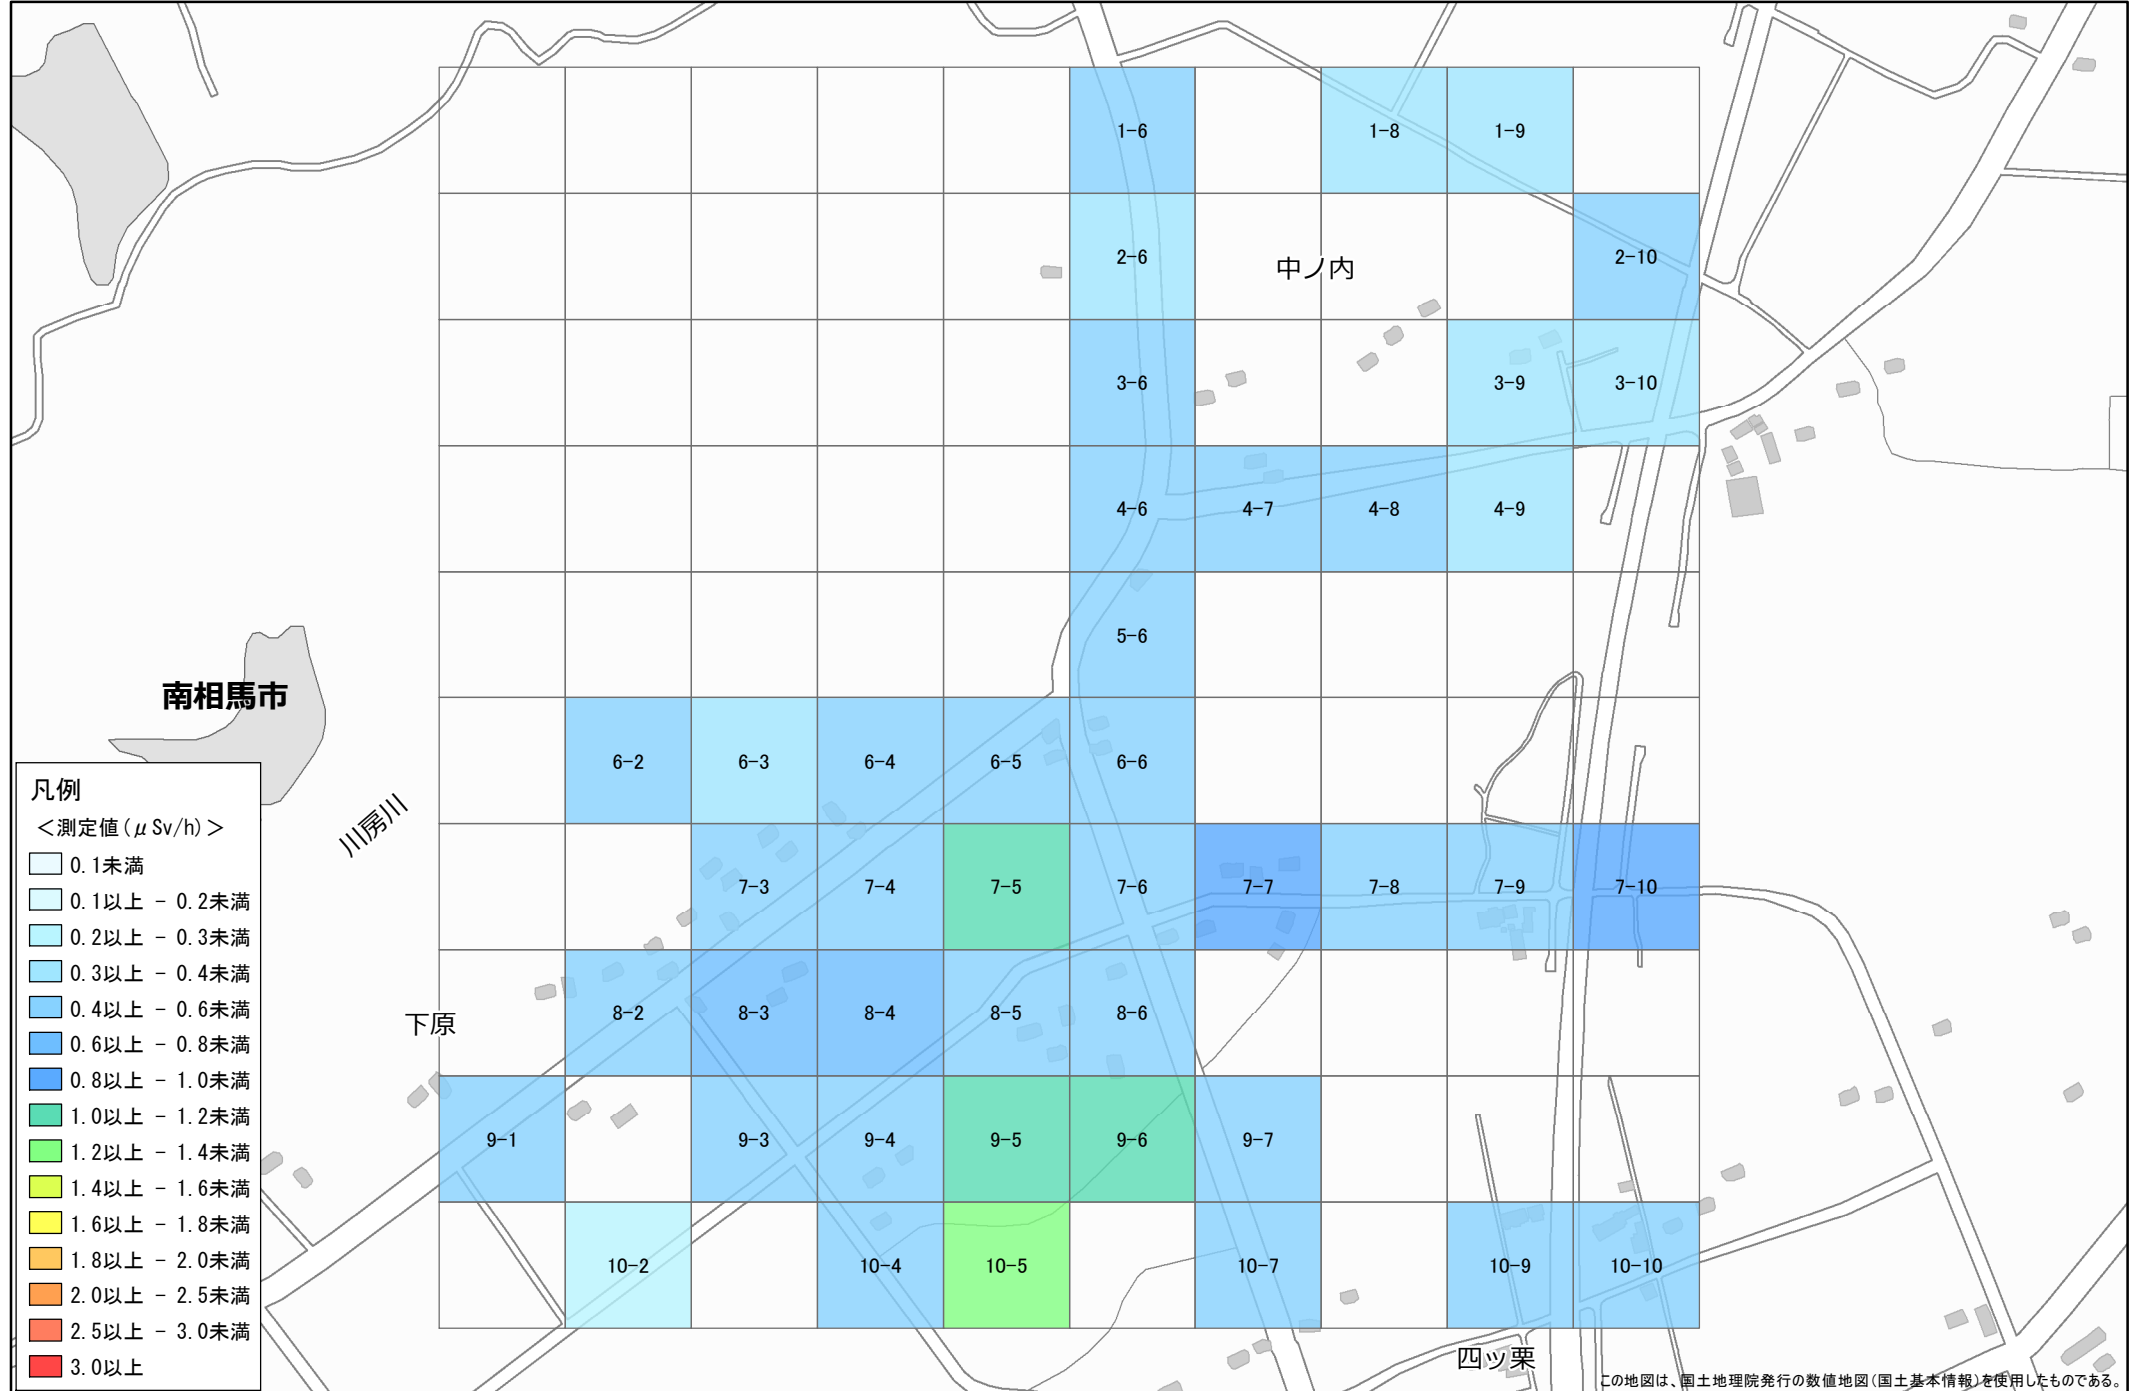 1-6
1-8
1-9
2-6
中ノ内
2-10
3-6
3-9
3-10
4-6
4-7
4-8
4-9
5-6
南相馬市
6-2
6-3
6-4
6-5
6-6
川房川
7-3
7-4
7-5
7-6
7-7
7-8
7-9
7-10
下原
8-2
8-3
8-4
8-5
8-6
9-1
9-3
9-4
9-5
9-6
9-7
10-2
10-4
10-5
10-7
10-9
10-10
四ッ栗
凡例
＜測定値(μSv/h)＞
0.1未満
0.1以上 - 0.2未満
0.2以上 - 0.3未満
0.3以上 - 0.4未満
0.4以上 - 0.6未満
0.6以上 - 0.8未満
0.8以上 - 1.0未満
1.0以上 - 1.2未満
1.2以上 - 1.4未満
1.4以上 - 1.6未満
1.6以上 - 1.8未満
1.8以上 - 2.0未満
2.0以上 - 2.5未満
2.5以上 - 3.0未満
3.0以上
この地図は、国土地理院発行の数値地図(国土基本情報)を使用したものである。